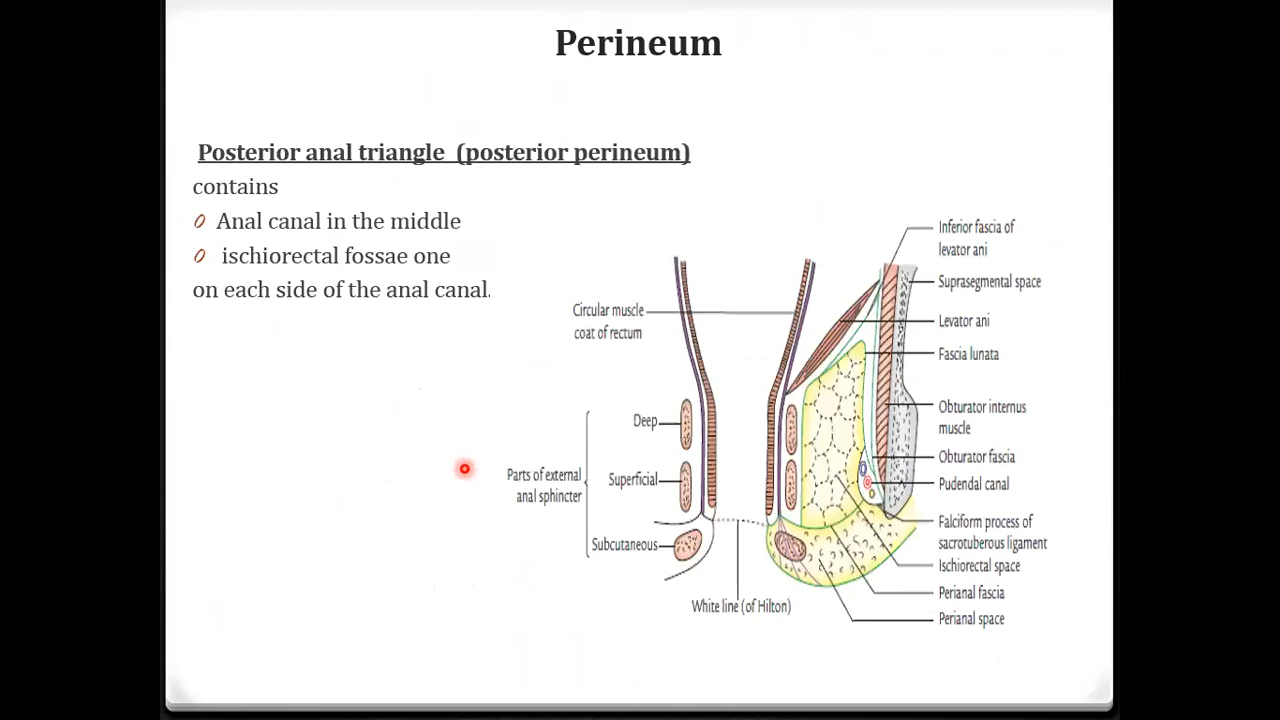 Perineum
Posterior anal triangle (posterior perineum)
contains
Anal canal in the middle
ischiorectal fossae one
on each side of the anal canal.
Inferior fascia of
levator ani
Suprasegmental space
Circular muscle
coat of rectum
Levator ani
Fascia lunata
Obturator internus
muscle
Deep
Obturator fascia
Parts of external
anal sphincter
Superficial
Pudendal canal
Falciform process of
sacrotuberous ligament
Subcutaneous
Ischiorectal space
Perianal fascia
White line (of Hilton)
Perianal space